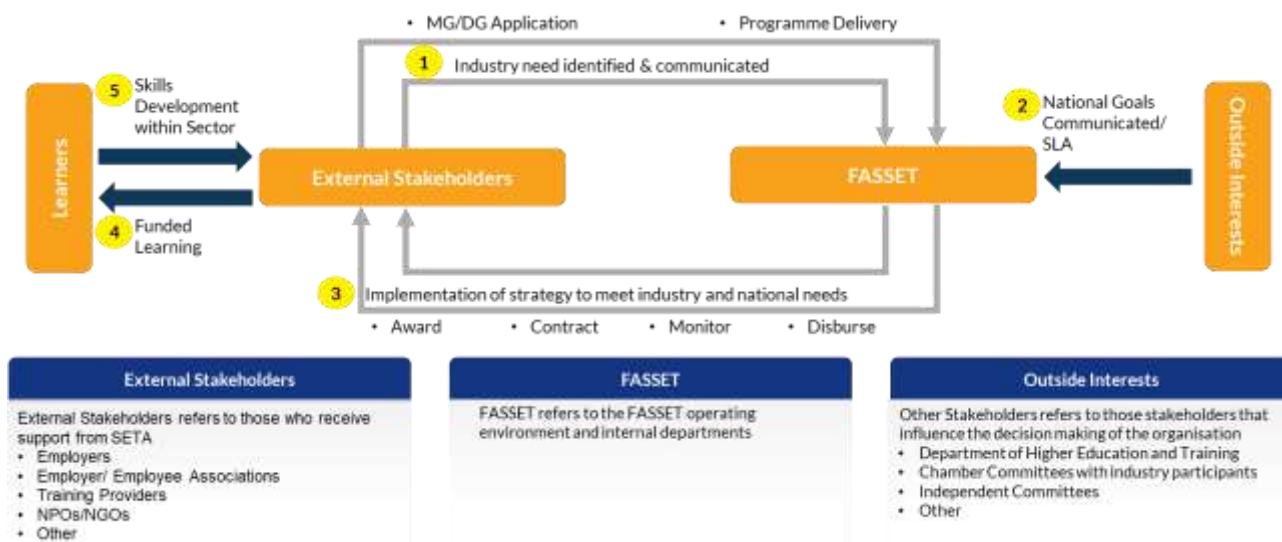 • MG/DG Application
• Programme Delivery
1 Industry need identified & communicated
5 Skills
Development
within Sector
2 National Goals
Communicated/
SLA
Learners
External Stakeholders
FASSET
Outside Interests
4 Funded
Learning
3 Implementation of strategy to meet industry and national needs
• Award
• Contract
• Monitor
• Disburse
External Stakeholders
External Stakeholders refers to those who receive
support from SETA
• Employers
• Employer/ Employee Associations
• Training Providers
• NPOs/NGOs
• Other
FASSET
FASSET refers to the FASSET operating
environment and internal departments
Outside Interests
Other Stakeholders refers to those stakeholders that
influence the decision making of the organisation
• Department of Higher Education and Training
• Chamber Committees with industry participants
• Independent Committees
• Other